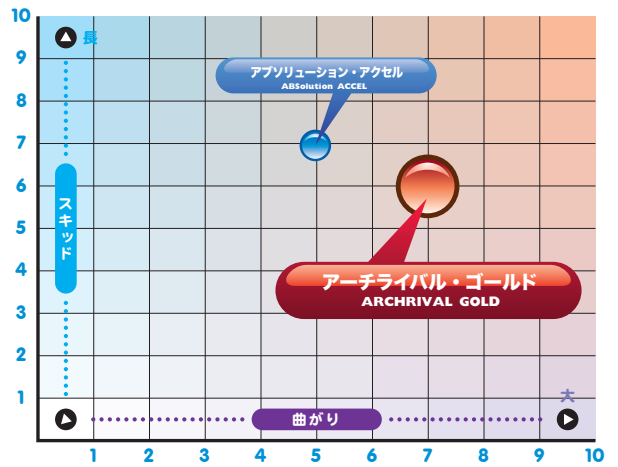 10
長
9
アブソリューション・アクセル
ABSolution ACCEL
8
7
6
スキッド
5
4
アーチライバル・ゴールド
ARCHRIVAL GOLD
3
2
大
1
曲がり
1 2 3 4 5 6 7 8 9 10